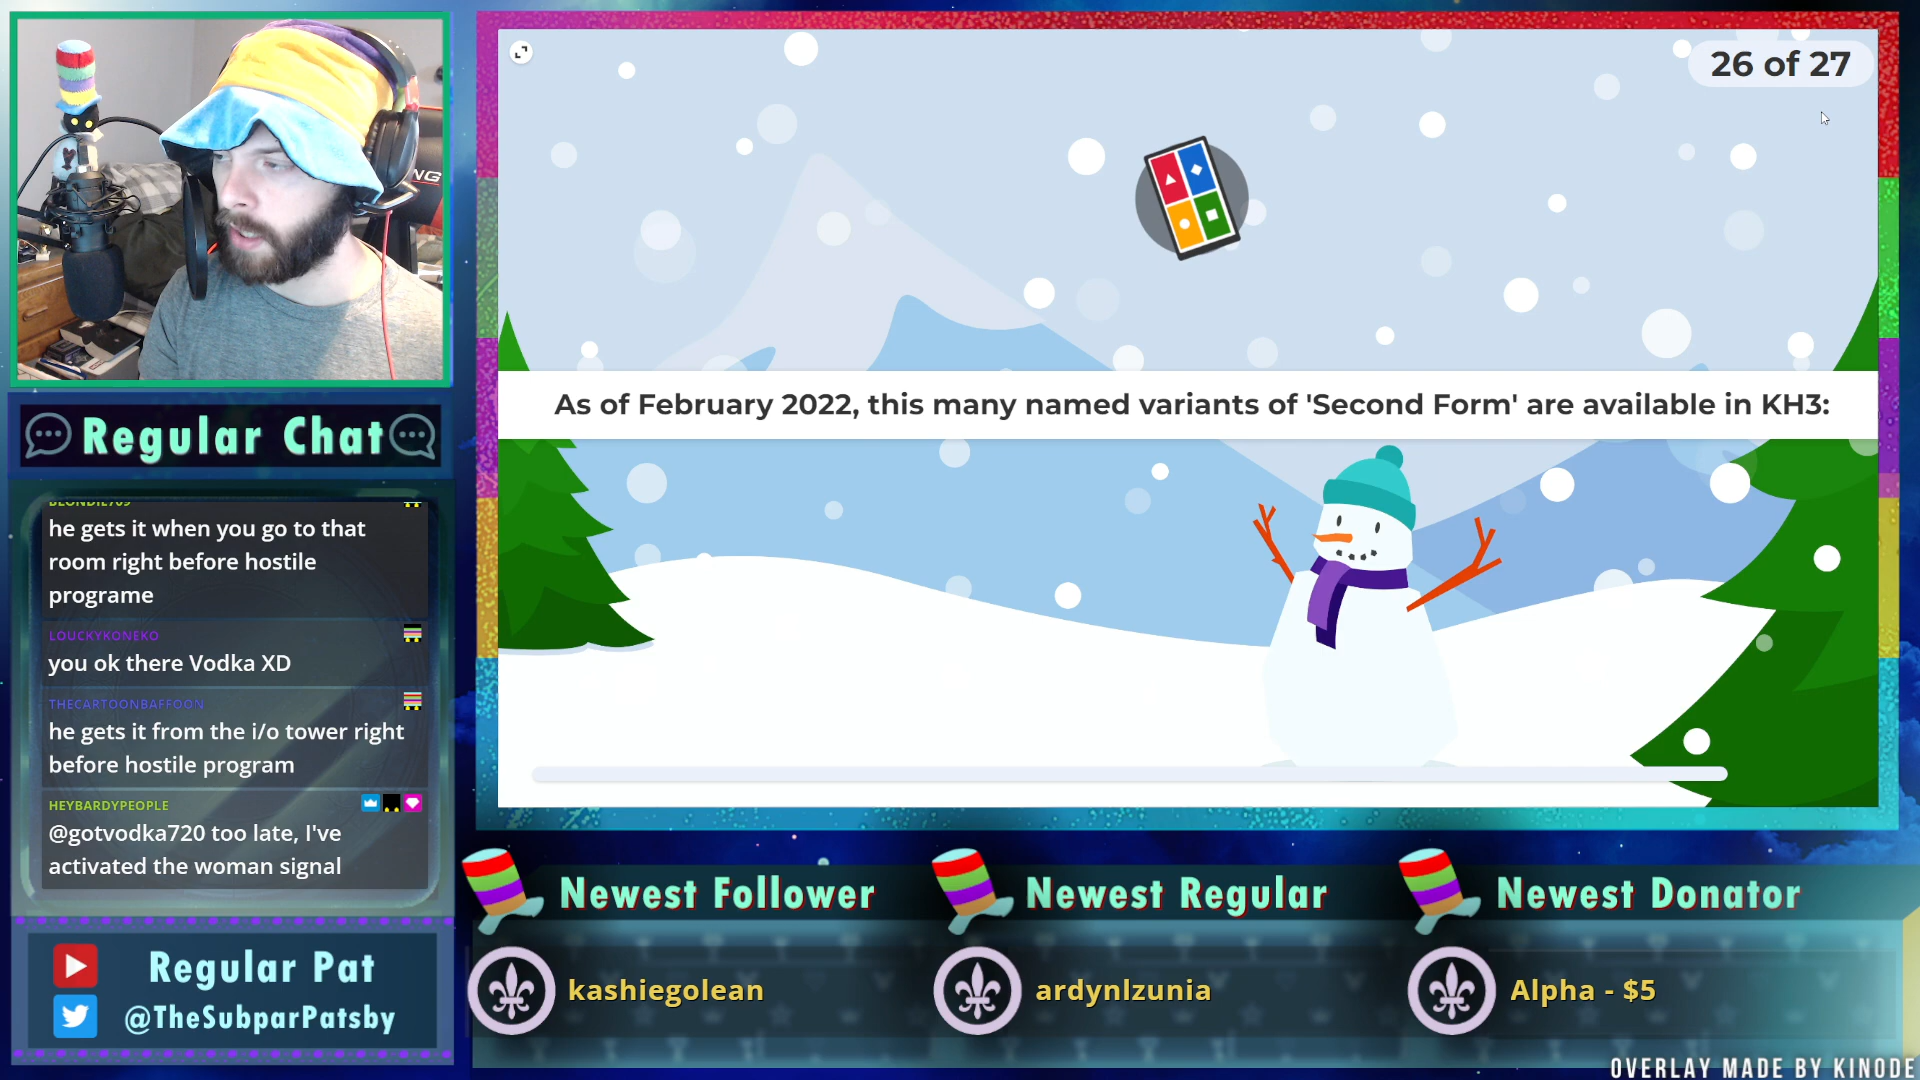 NG
26 of 27
As of February 2022, this many named variants of 'Second Form' are available in KH3:
Regular Chat
BLONDIE709
he gets it when you go to that
room right before hostile
programe
LOUCKYKONEKO
you ok there Vodka XD
THECARTOONBAFFOON
he gets it from the i/o tower right
before hostile program
HEYBARDYPEOPLE
@gotvodka720 too late, I've
activated the woman signal
Regular Pat
@TheSubparPatsby
Newest Follower
kashiegolean
Newest Regular
ardynlzunia
Newest Donator
Alpha - $5
OVERLAY MADE BY KINODE